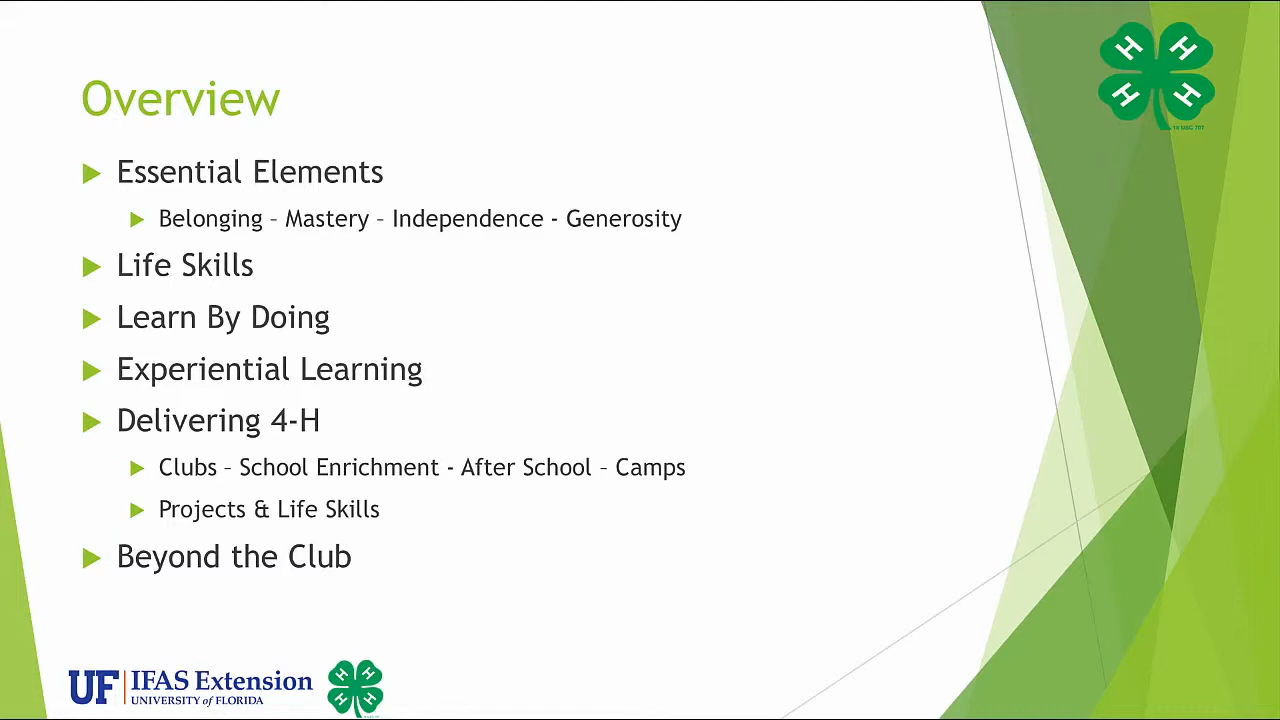 Overview
Essential Elements
Belonging – Mastery – Independence - Generosity
Life Skills
Learn By Doing
Experiential Learning
Delivering 4-H
Clubs – School Enrichment - After School – Camps
Projects & Life Skills
Beyond the Club
H H
H H
UF IFAS Extension
UNIVERSITY of FLORIDA
H H
H H